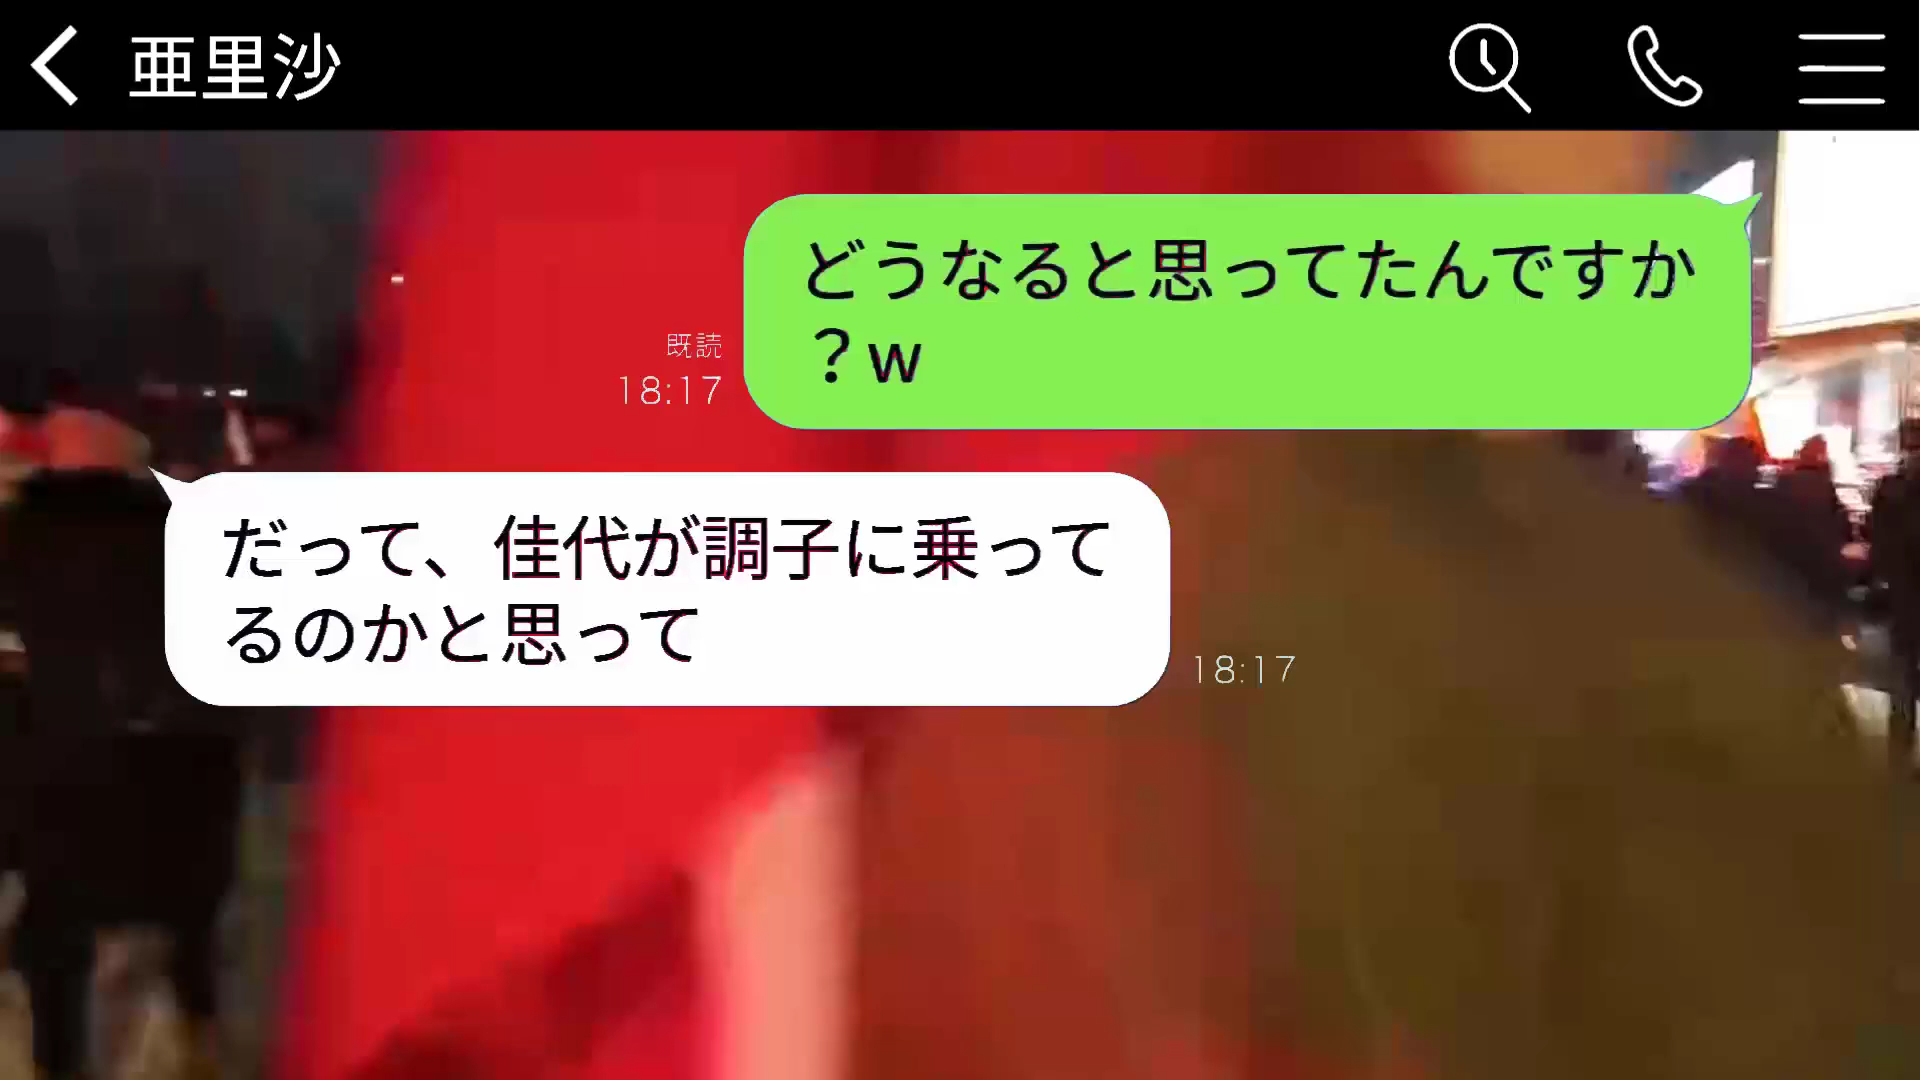 亜里沙
どうなると思ってたんですか
？w
既読
18:17
だって、佳代が調子に乗って
るのかと思って
18:17